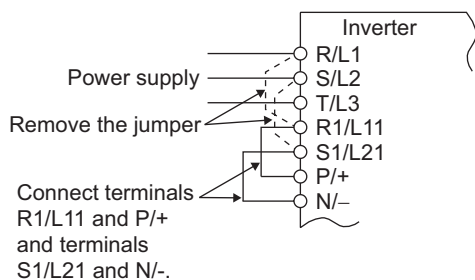 Inverter
R/L1
Power supply
S/L2
T/L3
Remove the jumper
R1/L11
S1/L21
P/+
N/−
Connect terminals
R1/L11 and P/+
and terminals
S1/L21 and N/-.